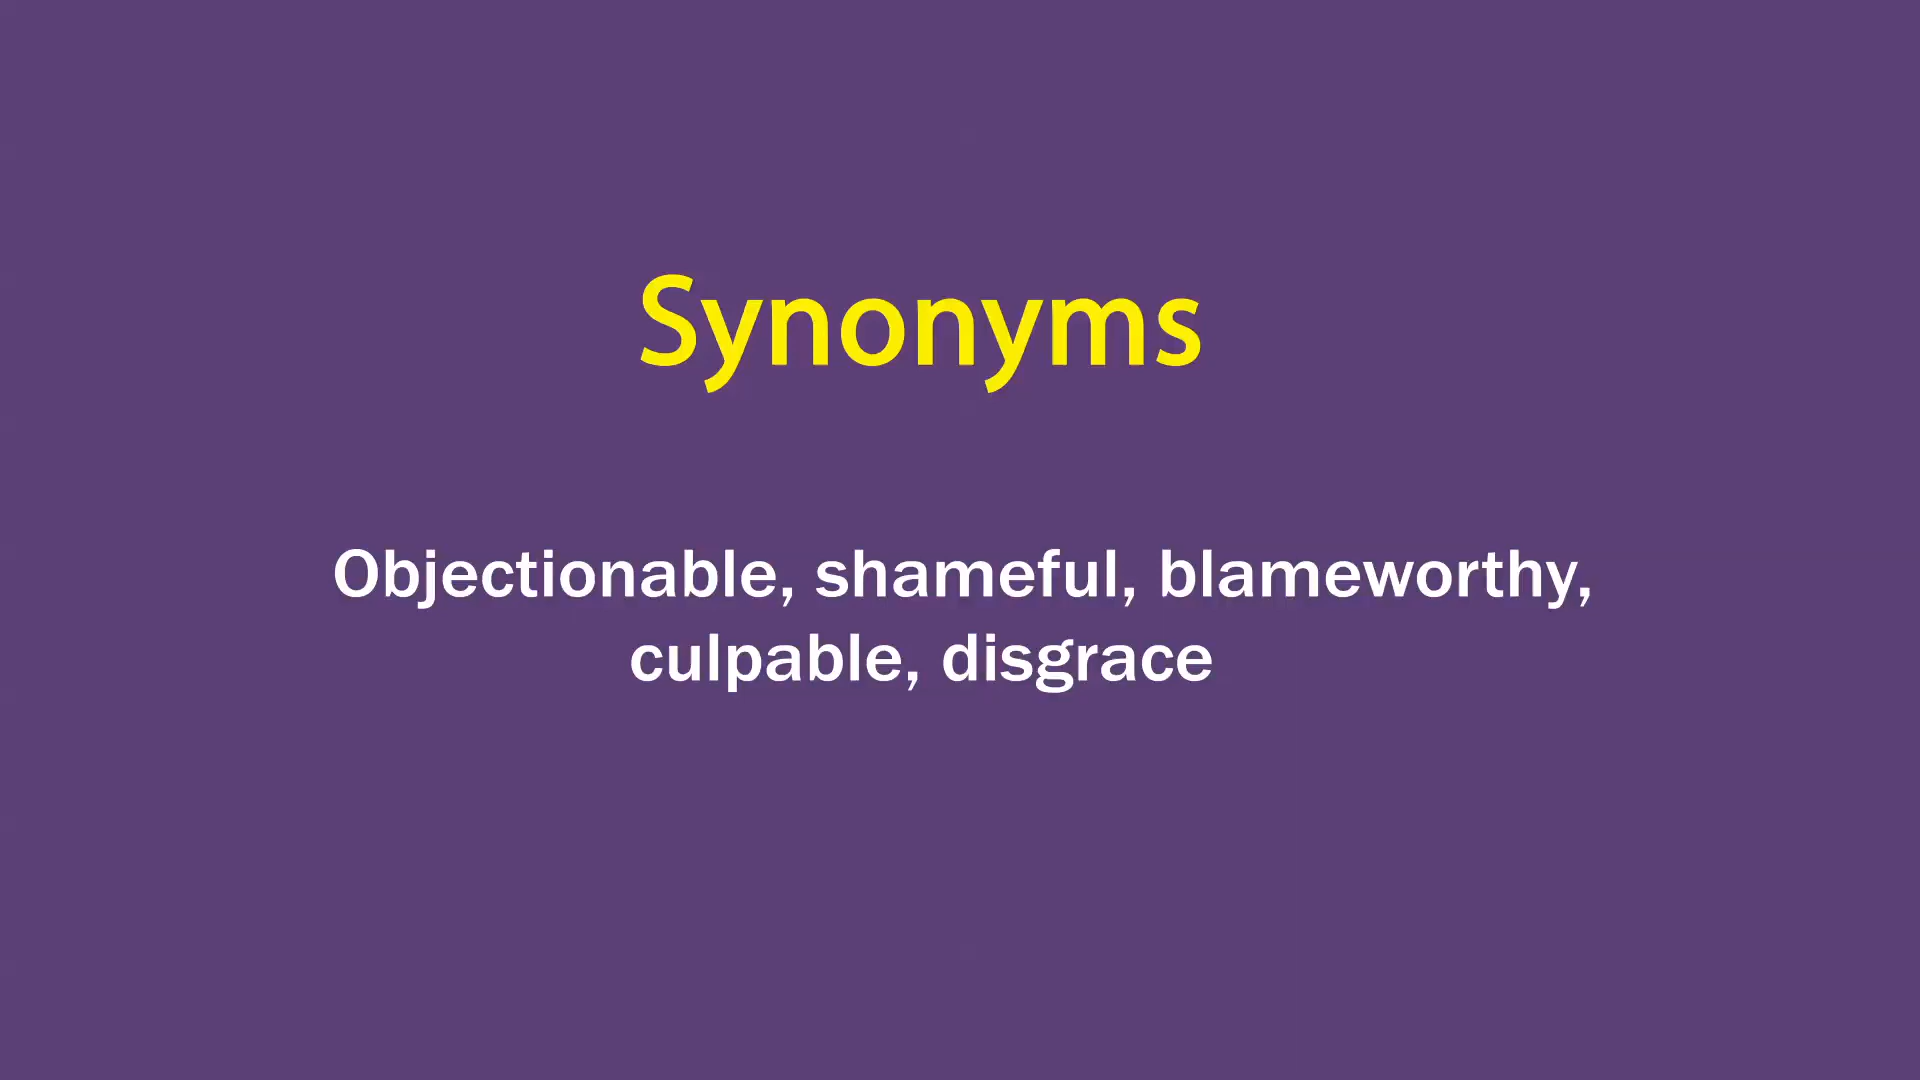 Synonyms
Objectionable, shameful, blameworthy,
culpable, disgrace